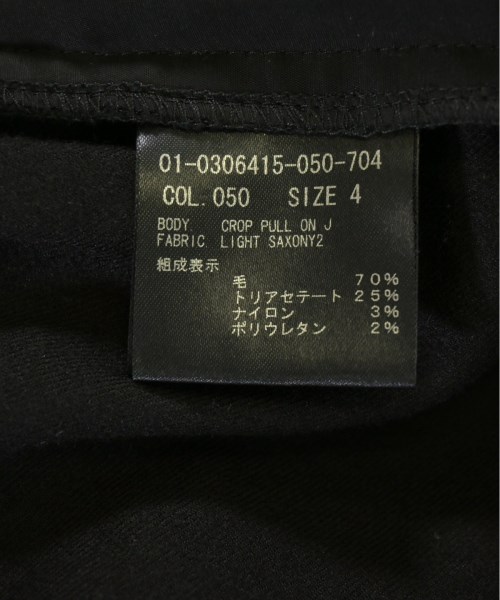 01-0306415-050-704
COL.050 SIZE 4
BODY. CROP PULL ON J
FABRIC. LIGHT SAXONY2
組成表示
毛 70%
トリアセテート 25%
ナイロン 3%
ポリウレタン 2%